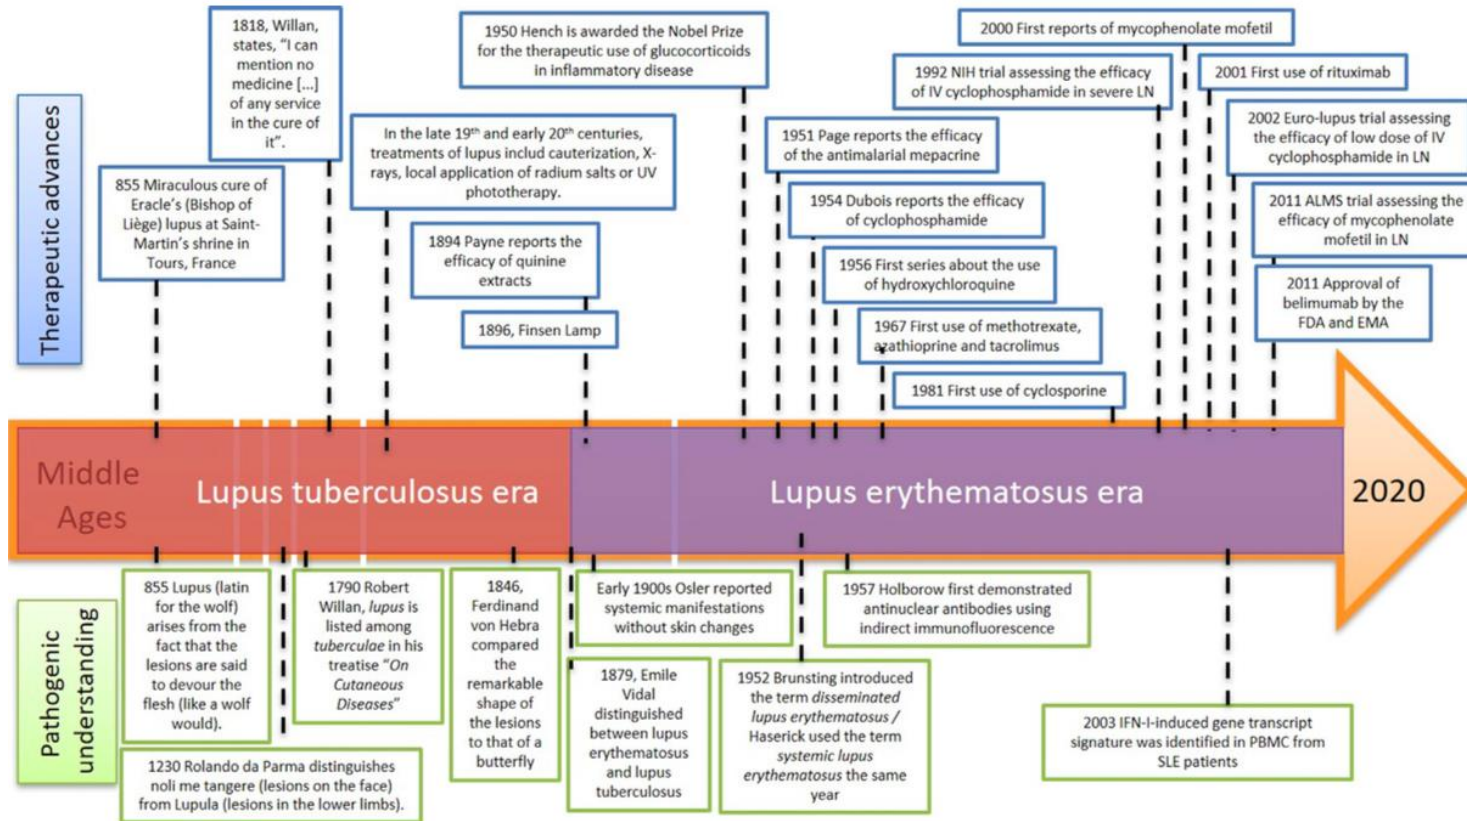 Therapeutic advances
1818, Willan,
states, “I can
mention no
medicine [...]
of any service
in the cure of
it”.
855 Miraculous cure of
Eracle’s (Bishop of
Liège) lupus at Saint-
Martin’s shrine in
Tours, France
In the late 19th and early 20th centuries,
treatments of lupus includ cauterization, X-
rays, local application of radium salts or UV
phototherapy.
1894 Payne reports the
efficacy of quinine
extracts
1896, Finsen Lamp
1950 Hench is awarded the Nobel Prize
for the therapeutic use of glucocorticoids
in inflammatory disease
1951 Page reports the efficacy
of the antimalarial mepacrine
1954 Dubois reports the efficacy
of cyclophosphamide
1956 First series about the use
of hydroxychloroquine
1967 First use of methotrexate,
azathioprine and tacrolimus
1981 First use of cyclosporine
1992 NIH trial assessing the efficacy
of IV cyclophosphamide in severe LN
2000 First reports of mycophenolate mofetil
2001 First use of rituximab
2002 Euro-lupus trial assessing
the efficacy of low dose of IV
cyclophosphamide in LN
2011 ALMS trial assessing the
efficacy of mycophenolate
mofetil in LN
2011 Approval of
belimumab by the
FDA and EMA
Middle
Ages
Lupus tuberculosus era
Lupus erythematosus era
2020
Pathogenic
understanding
855 Lupus (latin
for the wolf)
arises from the
fact that the
lesions are said
to devour the
flesh (like a wolf
would).
1230 Rolando da Parma distinguishes
noli me tangere (lesions on the face)
from Lupula (lesions in the lower limbs).
1790 Robert
Willan, lupus is
listed among
tuberculae in his
treatise “On
Cutaneous
Diseases”
1846,
Ferdinand
von Hebra
compared
the
remarkable
shape of
the lesions
to that of a
butterfly
Early 1900s Osler reported
systemic manifestations
without skin changes
1879, Emile
Vidal
distinguished
between lupus
erythematosus
and lupus
tuberculosus
1952 Brunsting introduced
the term disseminated
lupus erythematosus /
Haserick used the term
systemic lupus
erythematosus the same
year
1957 Holborow first demonstrated
antinuclear antibodies using
indirect immunofluorescence
2003 IFN-I-induced gene transcript
signature was identified in PBMC from
SLE patients